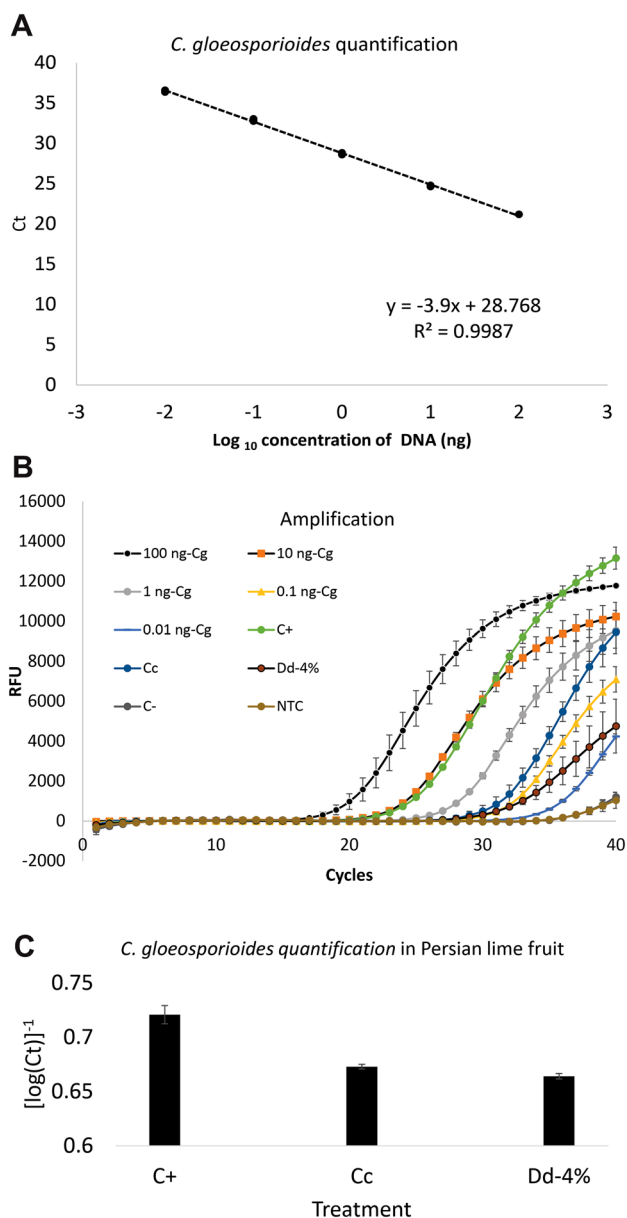 A
C. gloeosporioides quantification
40
35
30
25
20
15
10
5
0
Ct
y = -3.9x + 28.768
R² = 0.9987
-3 -2 -1 0 1 2 3
Log 10 concentration of DNA (ng)
B
16000
14000
12000
10000
8000
6000
4000
2000
0
-2000
RFU
Amplification
100 ng-Cg 10 ng-Cg
1 ng-Cg 0.1 ng-Cg
0.01 ng-Cg C+
Cc Dd-4%
C- NTC
0 10 20 30 40
Cycles
C
C. gloeosporioides quantification in Persian lime fruit
0.75
0.7
0.65
0.6
[log(Ct)]-1
C+ Cc Dd-4%
Treatment